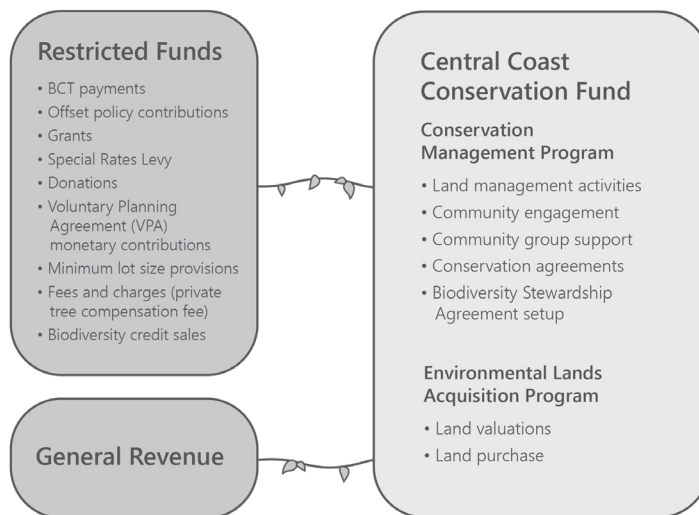 Restricted Funds
• BCT payments
• Offset policy contributions
• Grants
• Special Rates Levy
• Donations
• Voluntary Planning
Agreement (VPA)
monetary contributions
• Minimum lot size provisions
• Fees and charges (private
tree compensation fee)
• Biodiversity credit sales
General Revenue
Central Coast
Conservation Fund
Conservation
Management Program
• Land management activities
• Community engagement
• Community group support
• Conservation agreements
• Biodiversity Stewardship
Agreement setup
Environmental Lands
Acquisition Program
• Land valuations
• Land purchase